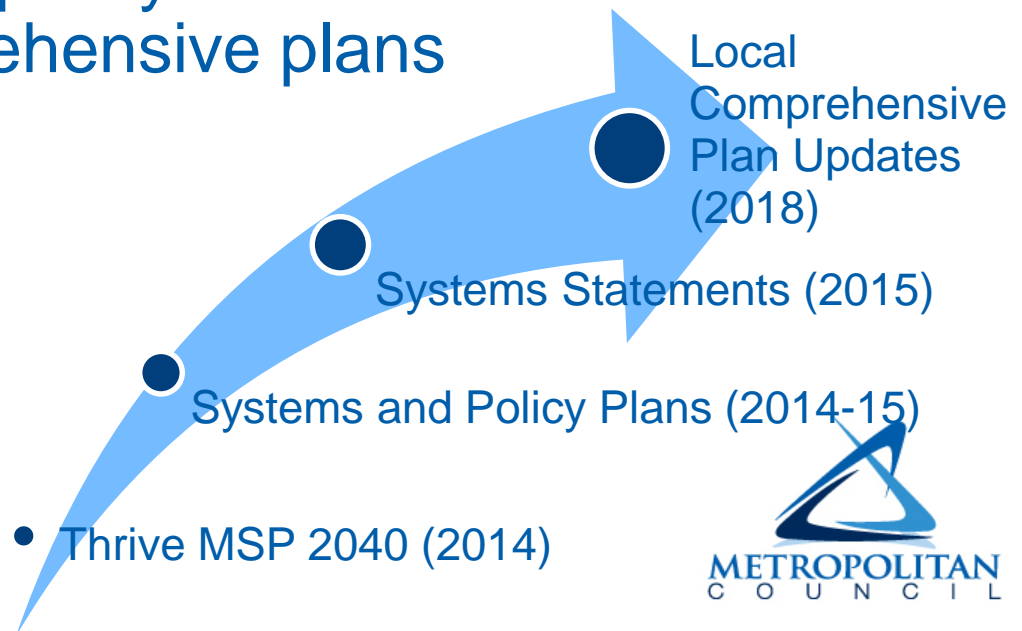 ehensive plans
Local
Comprehensive
Plan Updates
(2018)
Systems Statements (2015)
Systems and Policy Plans (2014-15)
• Thrive MSP 2040 (2014)
METROPOLITAN
COUNCIL